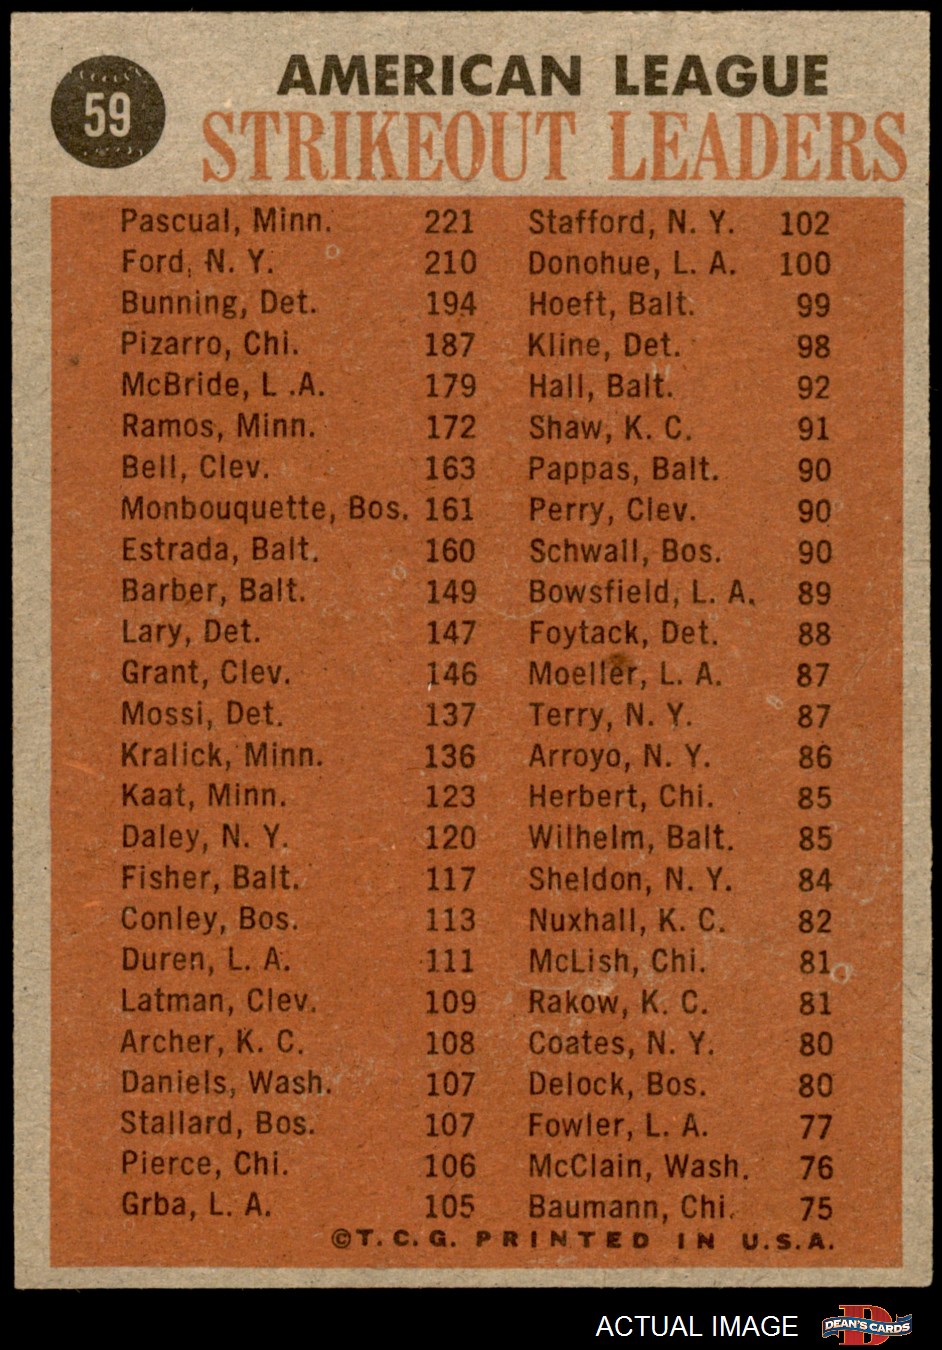 59
AMERICAN LEAGUE
STRIKEOUT LEADERS
Pascual, Minn. 221
Ford, N. Y. 210
Bunning, Det. 194
Pizarro, Chi. 187
McBride, L .A. 179
Ramos, Minn. 172
Bell, Clev. 163
Monbouquette, Bos. 161
Estrada, Balt. 160
Barber, Balt. 149
Lary, Det. 147
Grant, Clev. 146
Mossi, Det. 137
Kralick, Minn. 136
Kaat, Minn. 123
Daley, N. Y. 120
Fisher, Balt. 117
Conley, Bos. 113
Duren, L. A. 111
Latman, Clev. 109
Archer, K. C. 108
Daniels, Wash. 107
Stallard, Bos. 107
Pierce, Chi. 106
Grba, L. A. 105
Stafford, N. Y. 102
Donohue, L. A. 100
Hoeft, Balt. 99
Kline, Det. 98
Hall, Balt. 92
Shaw, K. C. 91
Pappas, Balt. 90
Perry, Clev. 90
Schwall, Bos. 90
Bowsfield, L. A. 89
Foytack, Det. 88
Moeller, L. A. 87
Terry, N. Y. 87
Arroyo, N. Y. 86
Herbert, Chi. 85
Wilhelm, Balt. 85
Sheldon, N. Y. 84
Nuxhall, K. C. 82
McLish, Chi. 81
Rakow, K. C. 81
Coates, N. Y. 80
Delock, Bos. 80
Fowler, L. A. 77
McClain, Wash. 76
Baumann, Chi. 75
©T. C. G. PRINTED IN U.S.A.
ACTUAL IMAGE
D
DEAN'S CARDS